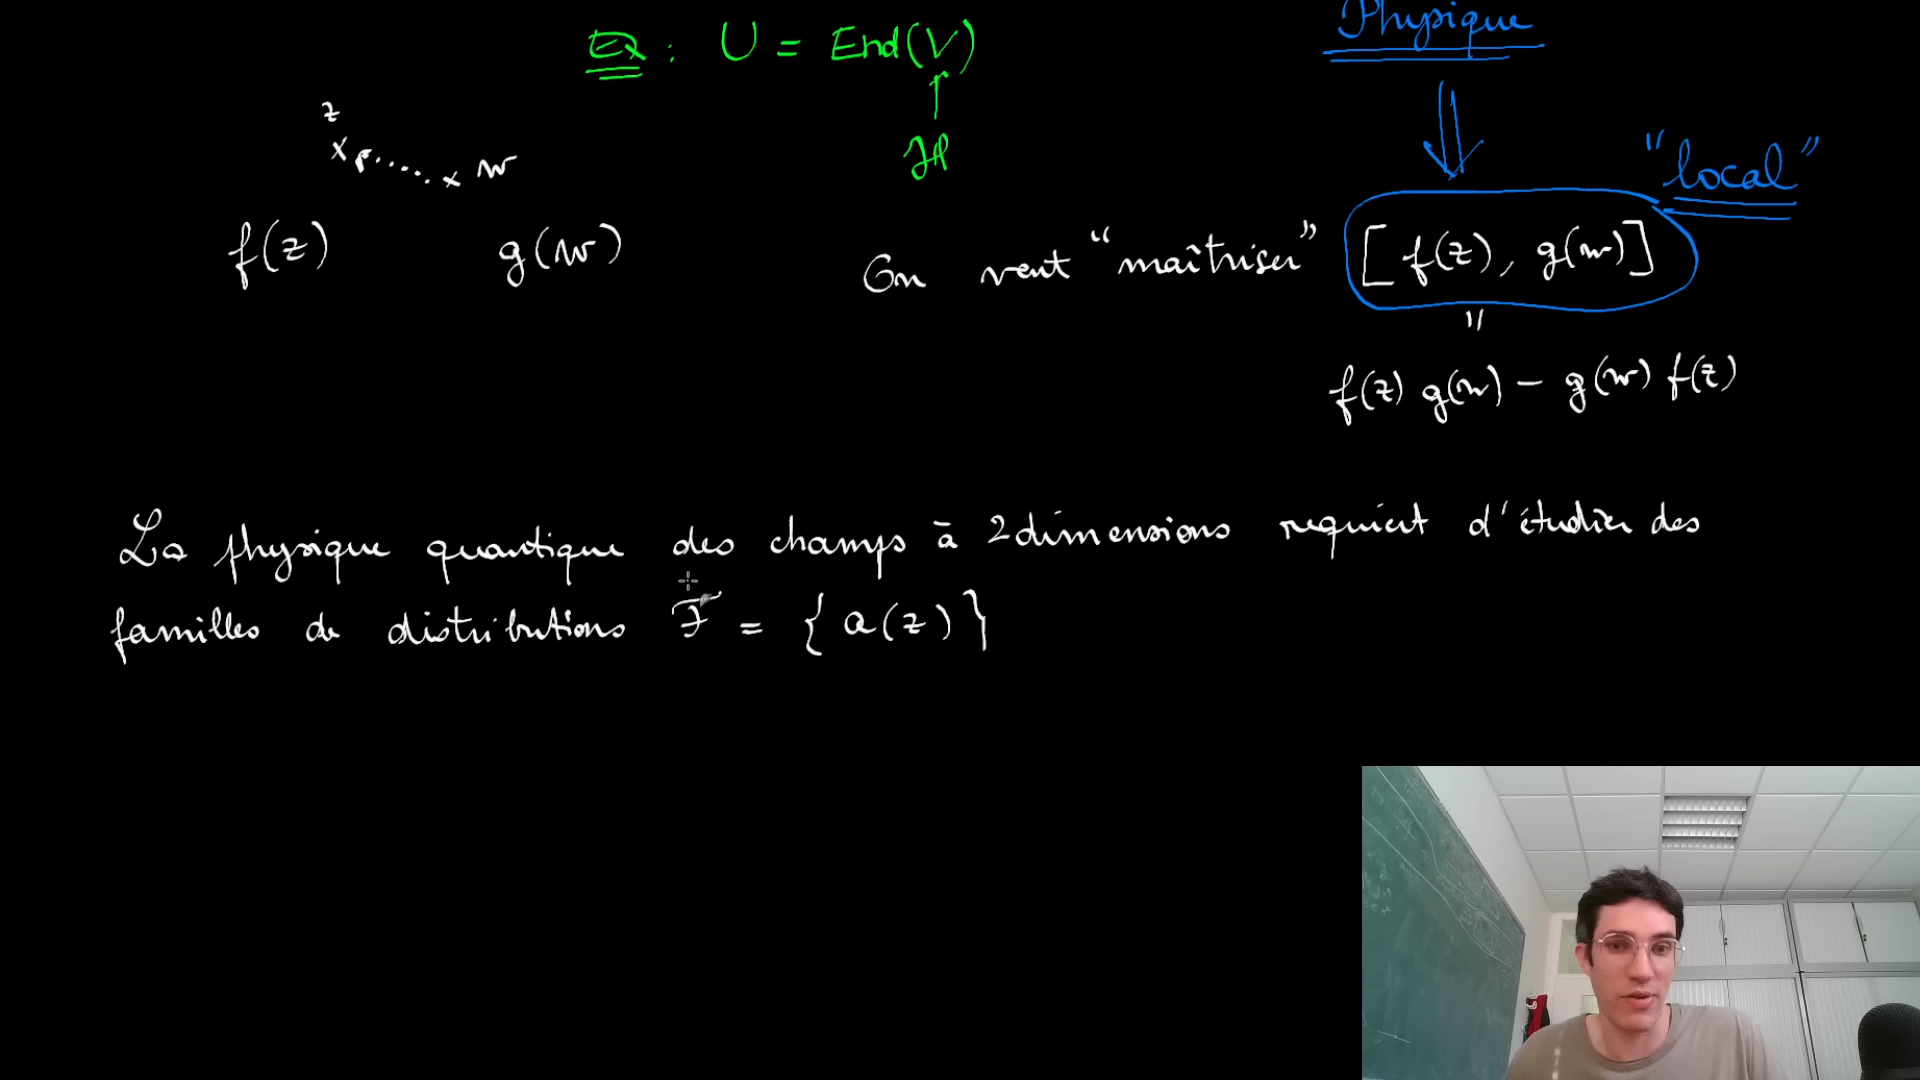 Physique
Ex : U = End(V)
↑
H
z
x.......x w
"local"
f(z) g(w)
On veut "maîtriser" [f(z), g(w)]
"
f(z) g(w) - g(w) f(z)
La physique quantique des champs à 2 dimensions requiert d'étudier des
familles de distributions F = { a(z) }